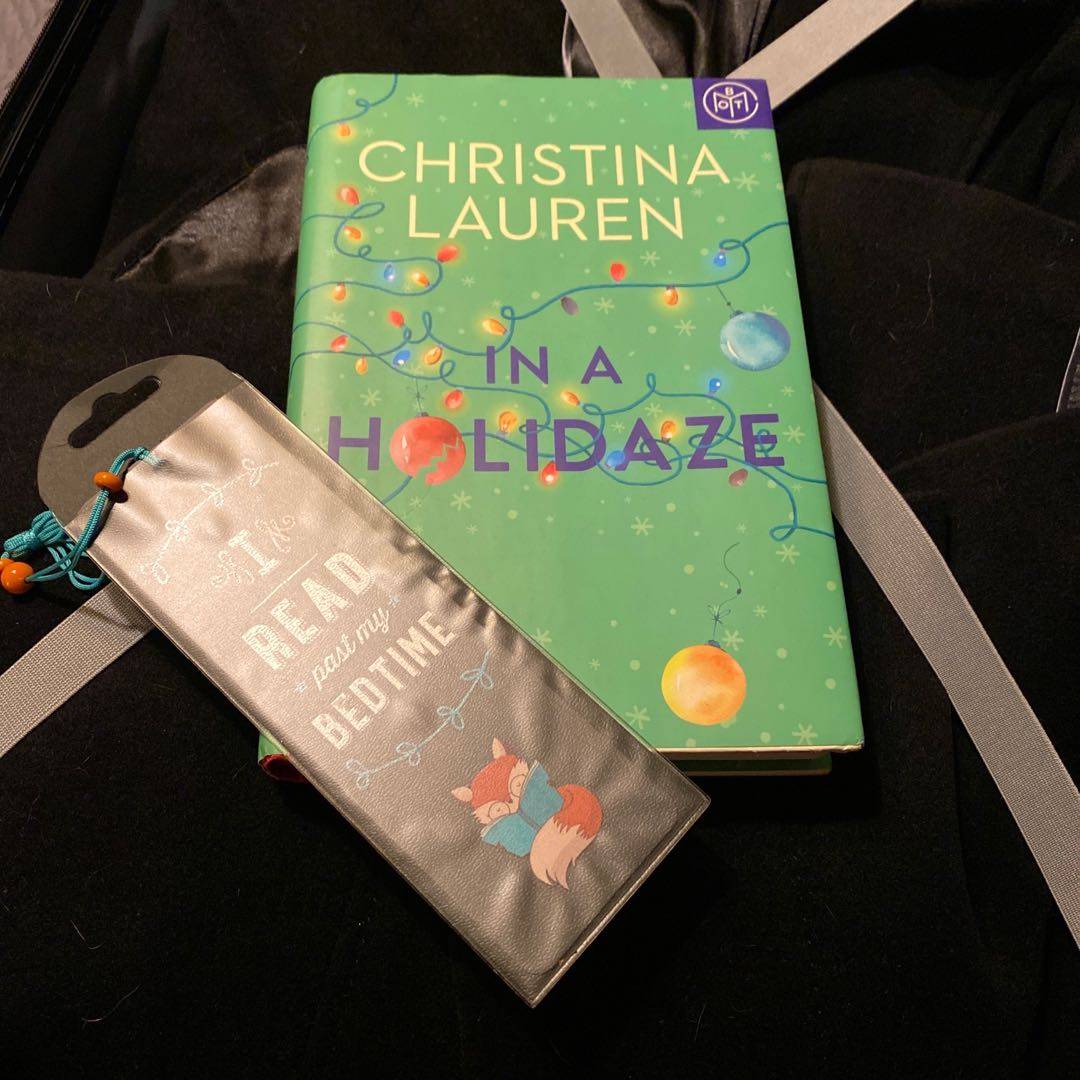 BOTM
CHRISTINA
LAUREN
IN A
HOLIDAZE
I
READ
past my
BEDTIME